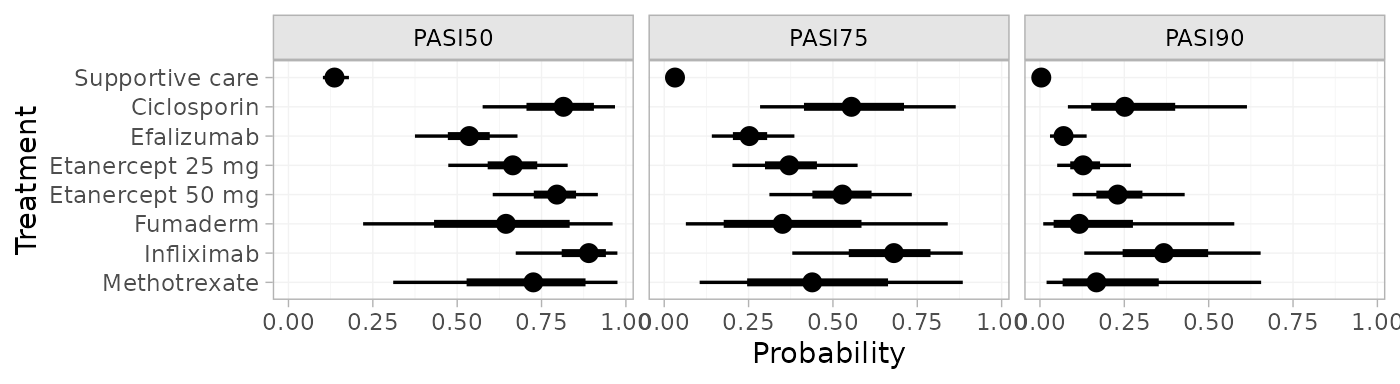 PASI50 PASI75 PASI90
Treatment
Supportive care
Ciclosporin
Efalizumab
Etanercept 25 mg
Etanercept 50 mg
Fumaderm
Infliximab
Methotrexate
0.00 0.25 0.50 0.75 1.00 0.00 0.25 0.50 0.75 1.00 0.00 0.25 0.50 0.75 1.00
Probability